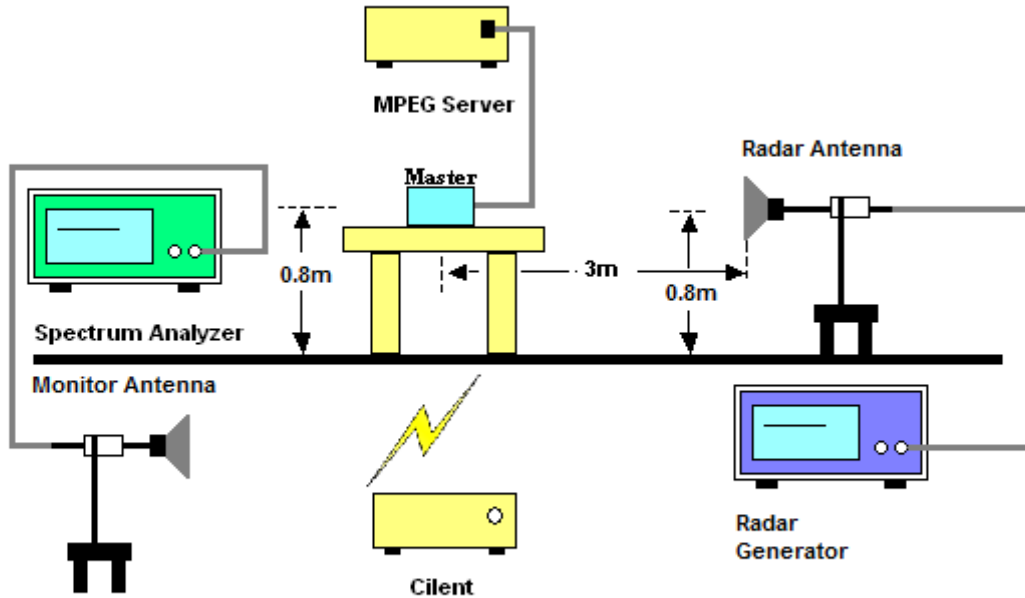 MPEG Server
Radar Antenna
Master
0.8m
3m
0.8m
Spectrum Analyzer
Monitor Antenna
Radar
Generator
Cilent